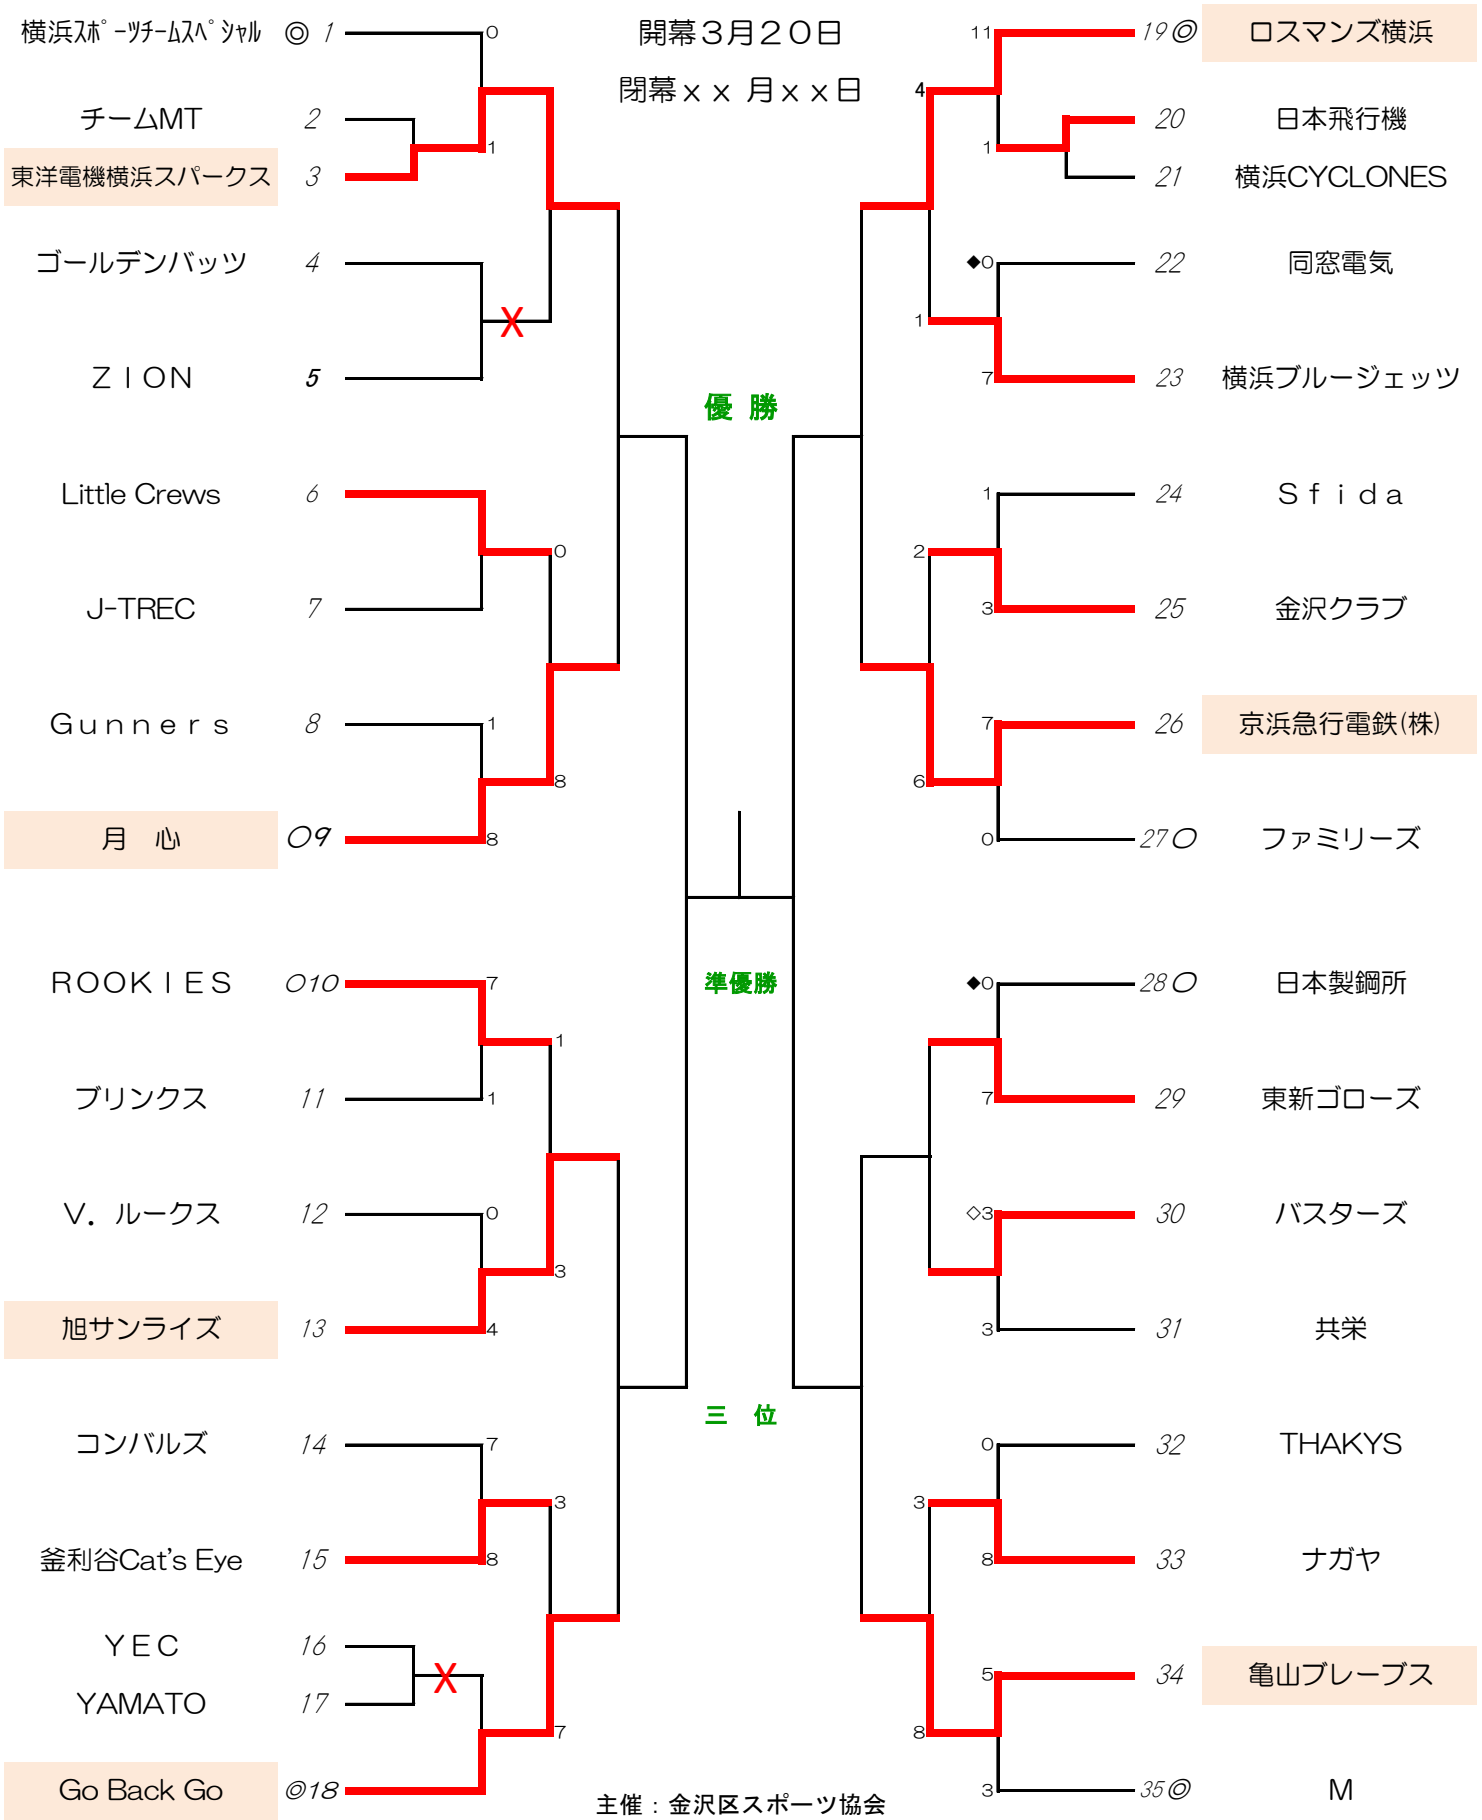 開幕3月20日
閉幕xx 月xx日
横浜スポーツチームスペシャル ◎ 1 0
チームMT 2
東洋電機横浜スパークス 3 1
ゴールデンバッツ 4
X
ZION 5
Little Crews 6
0
J-TREC 7
Gunners 8 1
8
月 心 〇9 8
ROOKIES 〇10 7
1
ブリンクス 11 1
V. ルークス 12 0
3
旭サンライズ 13 4
コンバルズ 14 7
3
釜利谷Cat's Eye 15 8
YEC 16
X
YAMATO 17
7
Go Back Go ◎18
優 勝
準優勝
三 位
11 19◎ ロスマンズ横浜
4
20 日本飛行機
1
21 横浜CYCLONES
◆0 22 同窓電気
1
7 23 横浜ブルージェッツ
1 24 Sfida
2
3 25 金沢クラブ
7 26 京浜急行電鉄(株)
6
0 27〇 ファミリーズ
◆0 28〇 日本製鋼所
7 29 東新ゴローズ
◇3 30 バスターズ
3 31 共栄
0 32 THAKYS
3
8 33 ナガヤ
5 34 亀山ブレーブス
8
3 35◎ M
主催：金沢区スポーツ協会